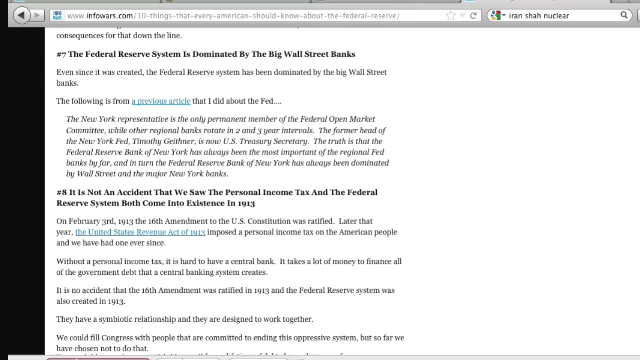 www.infowars.com/10-things-that-every-american-should-know-about-the-federal-reserve/
iran shah nuclear
consequences for that down the line.
#7 The Federal Reserve System Is Dominated By The Big Wall Street Banks
Even since it was created, the Federal Reserve system has been dominated by the big Wall Street
banks.
The following is from a previous article that I did about the Fed....
The New York representative is the only permanent member of the Federal Open Market
Committee, while other regional banks rotate in 2 and 3 year intervals. The former head of
the New York Fed, Timothy Geithner, is now U.S. Treasury Secretary. The truth is that the
Federal Reserve Bank of New York has always been the most important of the regional Fed
banks by far, and in turn the Federal Reserve Bank of New York has always been dominated
by Wall Street and the major New York banks.
#8 It Is Not An Accident That We Saw The Personal Income Tax And The Federal
Reserve System Both Come Into Existence In 1913
On February 3rd, 1913 the 16th Amendment to the U.S. Constitution was ratified. Later that
year, the United States Revenue Act of 1913 imposed a personal income tax on the American people
and we have had one ever since.
Without a personal income tax, it is hard to have a central bank. It takes a lot of money to finance all
of the government debt that a central banking system creates.
It is no accident that the 16th Amendment was ratified in 1913 and the Federal Reserve system was
also created in 1913.
They have a symbiotic relationship and they are designed to work together.
We could fill Congress with people that are committed to ending this oppressive system, but so far we
have chosen not to do that.